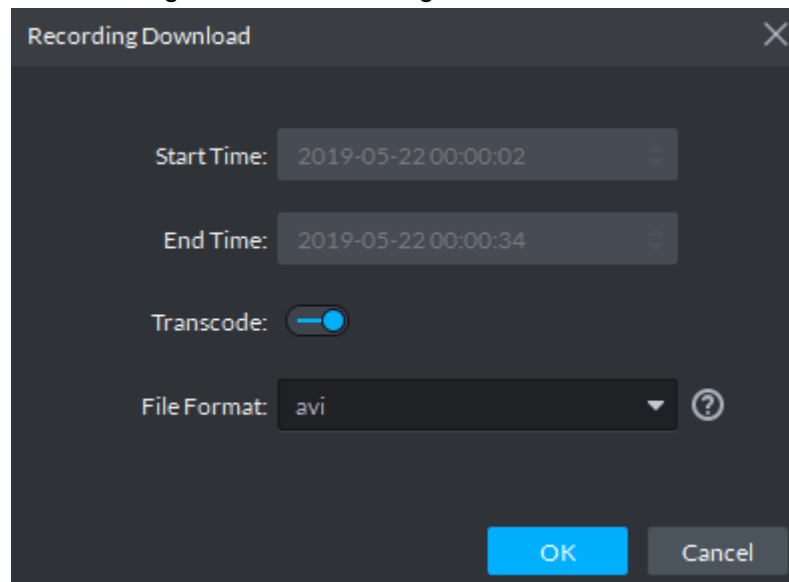 Recording Download
Start Time: 2019-05-22 00:00:02
End Time: 2019-05-22 00:00:34
Transcode:
File Format: avi
OK Cancel